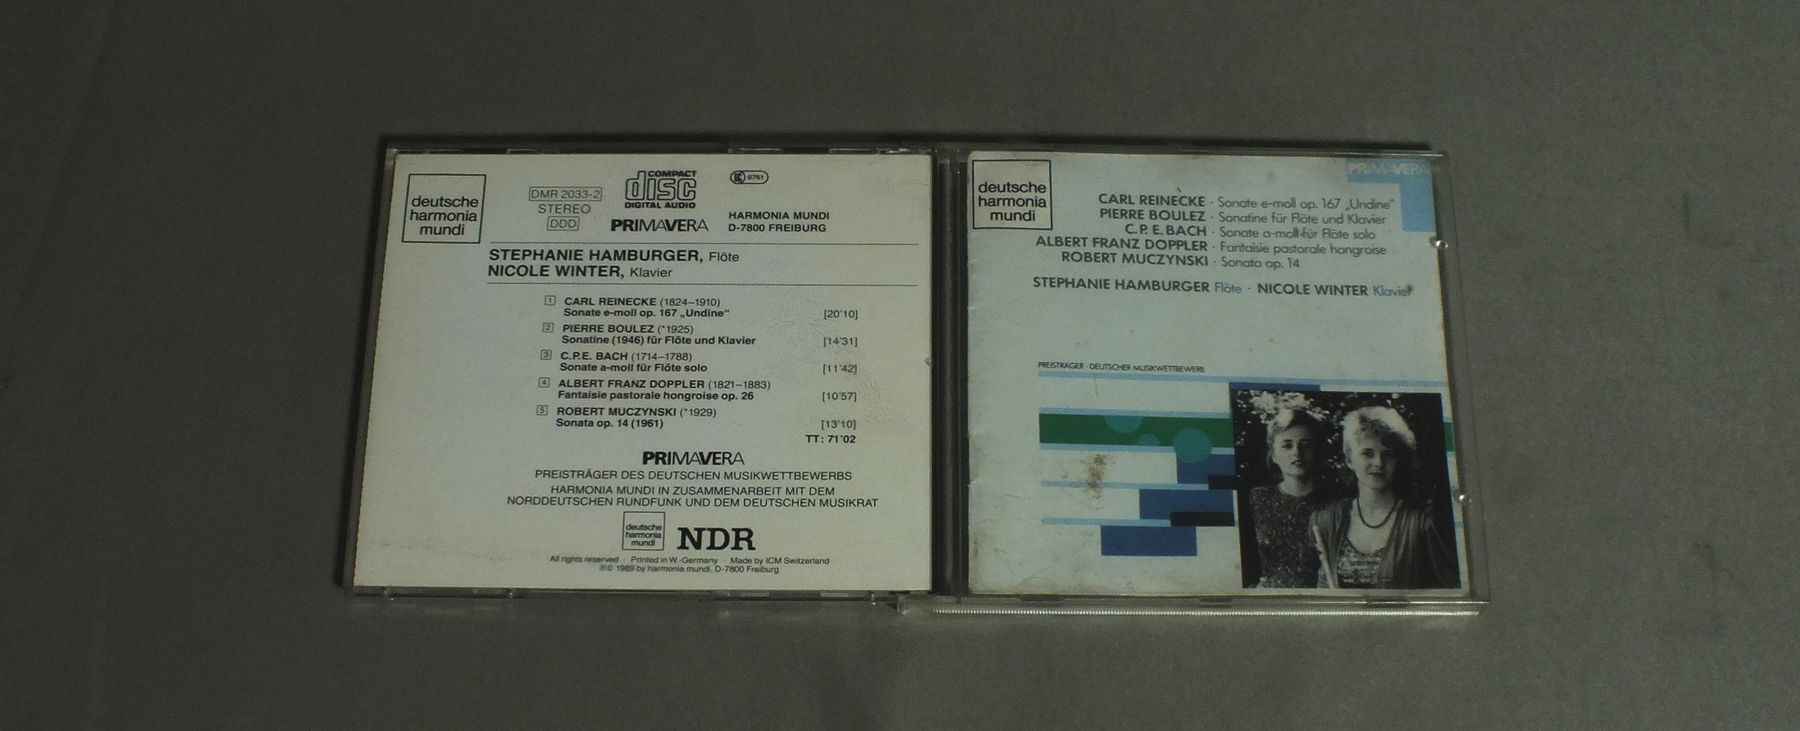 deutsche
harmonia
mundi
DMR 2033-2
STEREO
DDD
COMPACT
disc
DIGITAL AUDIO
PRIMAVERA
LC 0761
HARMONIA MUNDI
D-7800 FREIBURG
STEPHANIE HAMBURGER, Flöte
NICOLE WINTER, Klavier
1 CARL REINECKE (1824–1910)
Sonate e-moll op. 167 „Undine“ [20'10]
2 PIERRE BOULEZ (*1925)
Sonatine (1946) für Flöte und Klavier [14'31]
3 C.P.E. BACH (1714–1788)
Sonate a-moll für Flöte solo [11'42]
4 ALBERT FRANZ DOPPLER (1821–1883)
Fantaisie pastorale hongroise op. 26 [10'57]
5 ROBERT MUCZYNSKI (*1929)
Sonata op. 14 (1961) [13'10]
TT: 71'02
PRIMAVERA
PREISTRÄGER DES DEUTSCHEN MUSIKWETTBEWERBS
HARMONIA MUNDI IN ZUSAMMENARBEIT MIT DEM
NORDDEUTSCHEN RUNDFUNK UND DEM DEUTSCHEN MUSIKRAT
deutsche
harmonia
mundi
NDR
All rights reserved · Printed in W.-Germany Made by ICM Switzerland
℗© 1989 by harmonia mundi, D-7800 Freiburg
deutsche
harmonia
mundi
PRIMAVERA
CARL REINECKE · Sonate e-moll op. 167 „Undine“
PIERRE BOULEZ · Sonatine für Flöte und Klavier
C.P.E. BACH · Sonate a-moll für Flöte solo
ALBERT FRANZ DOPPLER · Fantaisie pastorale hongroise
ROBERT MUCZYNSKI · Sonata op. 14
STEPHANIE HAMBURGER Flöte · NICOLE WINTER Klavier
PREISTRÄGER · DEUTSCHER MUSIKWETTBEWERB